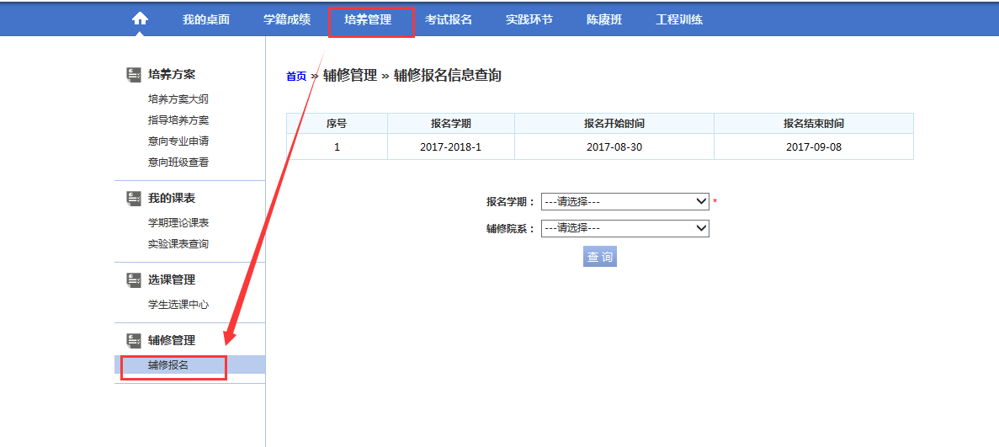 我的桌面 学籍成绩 培养管理 考试报名 实践环节 陈赓班 工程训练
培养方案
培养方案大纲
指导培养方案
意向专业申请
意向班级查看
我的课表
学期理论课表
实验课表查询
选课管理
学生选课中心
辅修管理
辅修报名
首页 » 辅修管理 » 辅修报名信息查询
序号 报名学期 报名开始时间 报名结束时间
1 2017-2018-1 2017-08-30 2017-09-08
报名学期： ---请选择--- *
辅修院系： ---请选择---
查 询